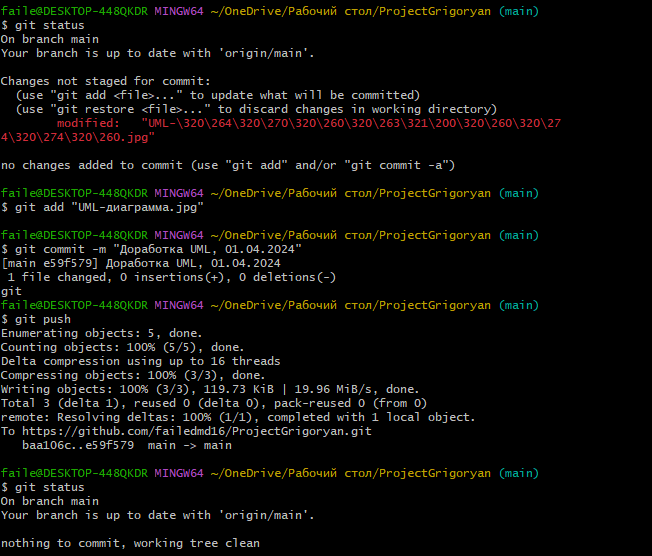 faile@DESKTOP-448QKDR MINGW64 ~/OneDrive/Рабочий стол/ProjectGrigoryan (main)
$ git status
On branch main
Your branch is up to date with 'origin/main'.
Changes not staged for commit:
(use "git add <file>..." to update what will be committed)
(use "git restore <file>..." to discard changes in working directory)
modified:   "UML-\320\264\320\270\320\260\320\263\321\200\320\260\320\27
4\320\274\320\260.jpg"
no changes added to commit (use "git add" and/or "git commit -a")
faile@DESKTOP-448QKDR MINGW64 ~/OneDrive/Рабочий стол/ProjectGrigoryan (main)
$ git add "UML-диаграмма.jpg"
faile@DESKTOP-448QKDR MINGW64 ~/OneDrive/Рабочий стол/ProjectGrigoryan (main)
$ git commit -m "Доработка UML, 01.04.2024"
[main e59f579] Доработка UML, 01.04.2024
1 file changed, 0 insertions(+), 0 deletions(-)
git
faile@DESKTOP-448QKDR MINGW64 ~/OneDrive/Рабочий стол/ProjectGrigoryan (main)
$ git push
Enumerating objects: 5, done.
Counting objects: 100% (5/5), done.
Delta compression using up to 16 threads
Compressing objects: 100% (3/3), done.
Writing objects: 100% (3/3), 119.73 KiB | 19.96 MiB/s, done.
Total 3 (delta 1), reused 0 (delta 0), pack-reused 0 (from 0)
remote: Resolving deltas: 100% (1/1), completed with 1 local object.
To https://github.com/failedmd16/ProjectGrigoryan.git
baa106c..e59f579  main -> main
faile@DESKTOP-448QKDR MINGW64 ~/OneDrive/Рабочий стол/ProjectGrigoryan (main)
$ git status
On branch main
Your branch is up to date with 'origin/main'.
nothing to commit, working tree clean